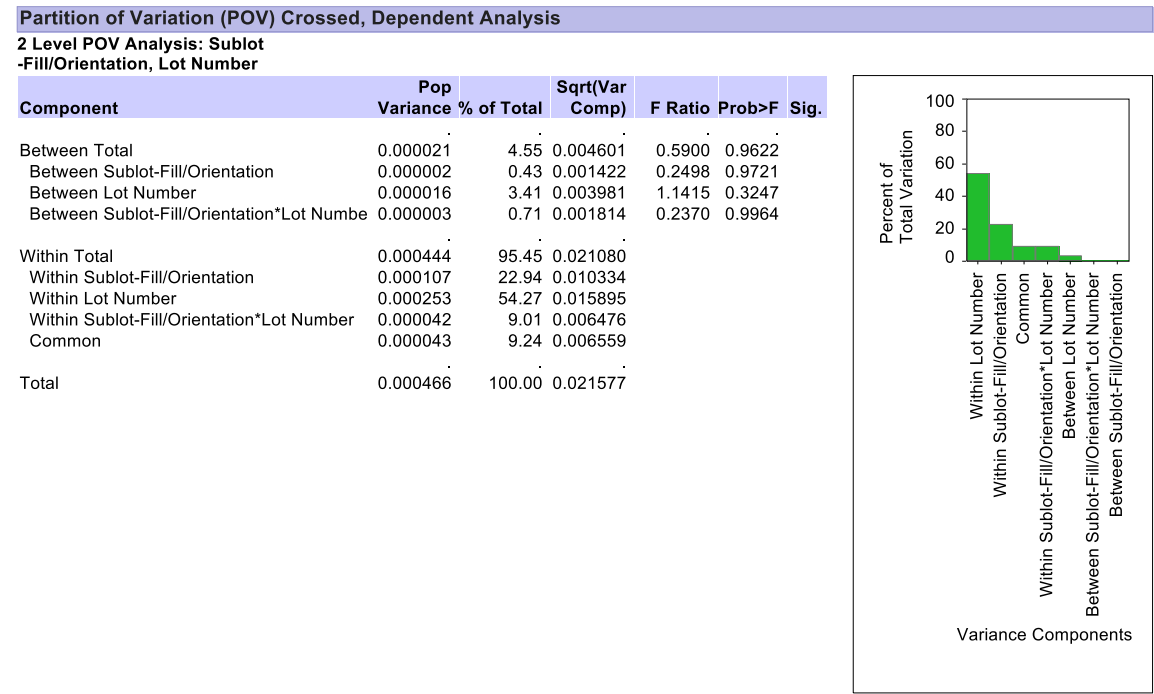 Partition of Variation (POV) Crossed, Dependent Analysis
2 Level POV Analysis: Sublot
-Fill/Orientation, Lot Number
Component Pop Variance % of Total Sqrt(Var Comp) F Ratio Prob>F Sig.
. . . . .
Between Total 0.000021 4.55 0.004601 0.5900 0.9622
Between Sublot-Fill/Orientation 0.000002 0.43 0.001422 0.2498 0.9721
Between Lot Number 0.000016 3.41 0.003981 1.1415 0.3247
Between Sublot-Fill/Orientation*Lot Numbe 0.000003 0.71 0.001814 0.2370 0.9964
. . . . .
Within Total 0.000444 95.45 0.021080
Within Sublot-Fill/Orientation 0.000107 22.94 0.010334
Within Lot Number 0.000253 54.27 0.015895
Within Sublot-Fill/Orientation*Lot Number 0.000042 9.01 0.006476
Common 0.000043 9.24 0.006559
. . .
Total 0.000466 100.00 0.021577
Percent of
Total Variation
100
80
60
40
20
0
Within Lot Number
Within Sublot-Fill/Orientation
Common
Within Sublot-Fill/Orientation*Lot Number
Between Lot Number
Between Sublot-Fill/Orientation*Lot Number
Between Sublot-Fill/Orientation
Variance Components